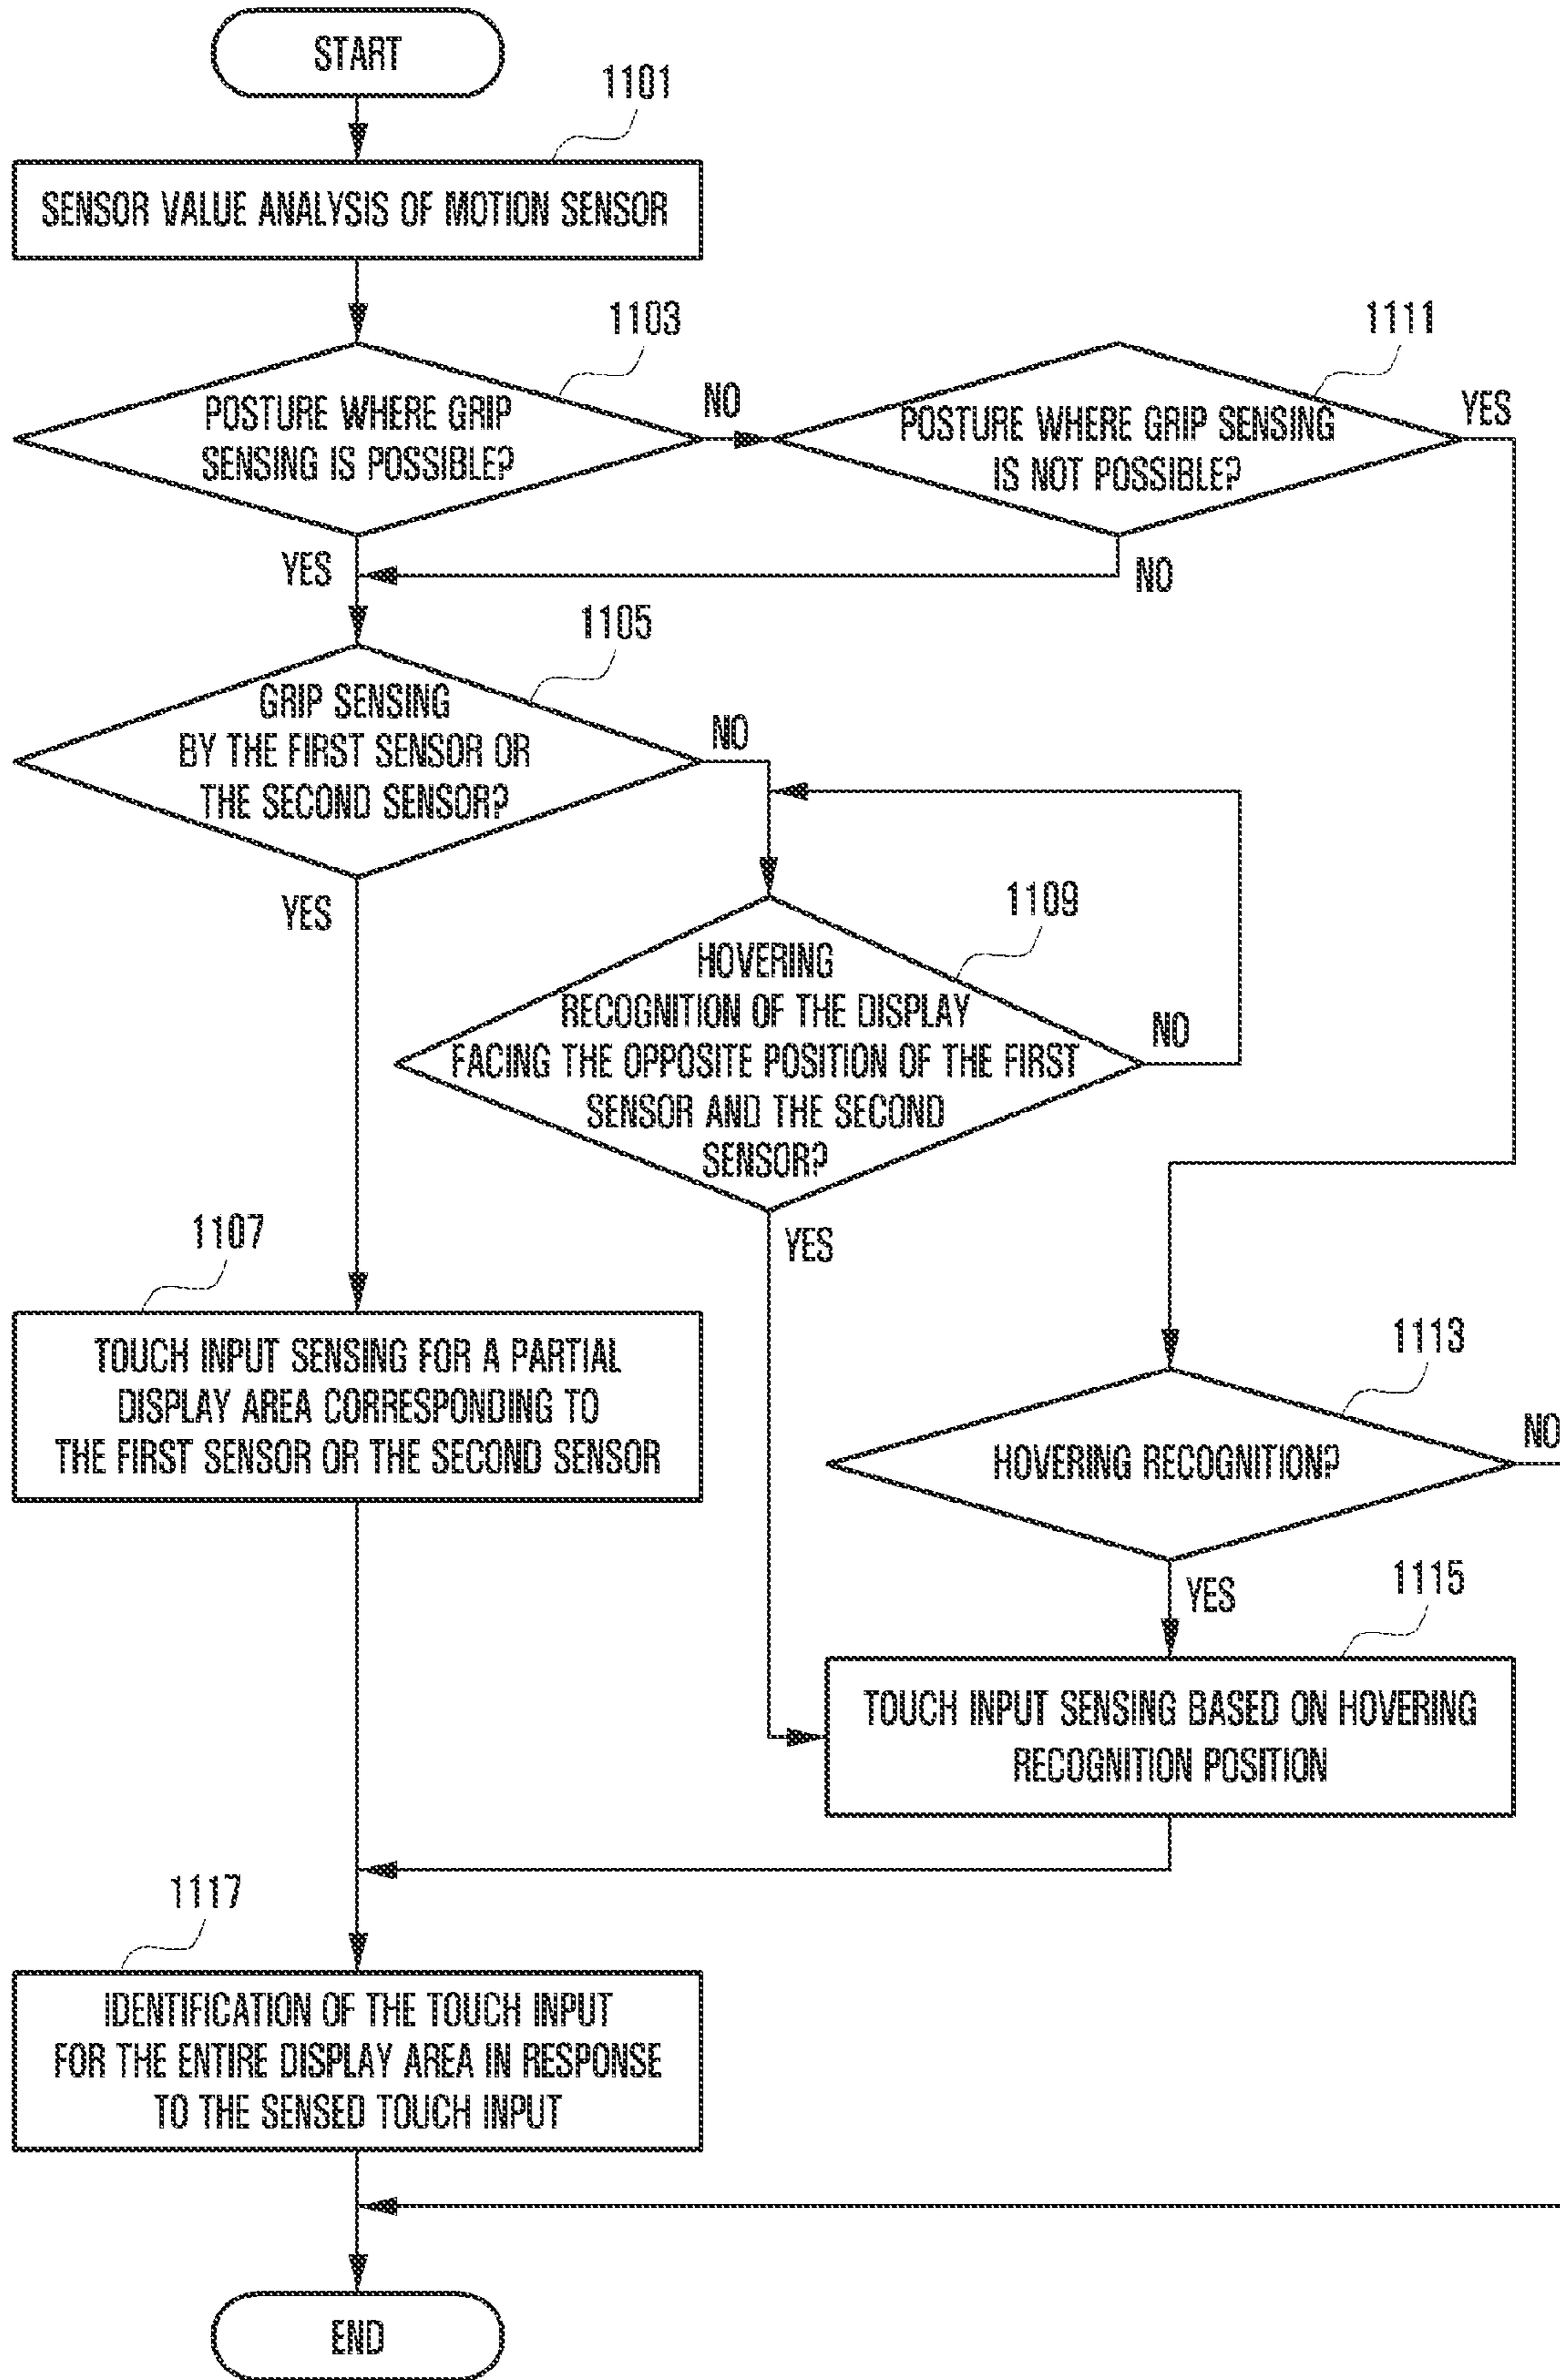 START
1101
SENSOR VALUE ANALYSIS OF MOTION SENSOR
1103
POSTURE WHERE GRIP
SENSING IS POSSIBLE?
NO
YES
1111
POSTURE WHERE GRIP SENSING
IS NOT POSSIBLE?
YES
NO
1105
GRIP SENSING
BY THE FIRST SENSOR OR
THE SECOND SENSOR?
NO
YES
1109
HOVERING
RECOGNITION OF THE DISPLAY
FACING THE OPPOSITE POSITION OF THE FIRST
SENSOR AND THE SECOND
SENSOR?
NO
YES
1107
TOUCH INPUT SENSING FOR A PARTIAL
DISPLAY AREA CORRESPONDING TO
THE FIRST SENSOR OR THE SECOND SENSOR
1113
HOVERING RECOGNITION?
NO
YES
1115
TOUCH INPUT SENSING BASED ON HOVERING
RECOGNITION POSITION
1117
IDENTIFICATION OF THE TOUCH INPUT
FOR THE ENTIRE DISPLAY AREA IN RESPONSE
TO THE SENSED TOUCH INPUT
END